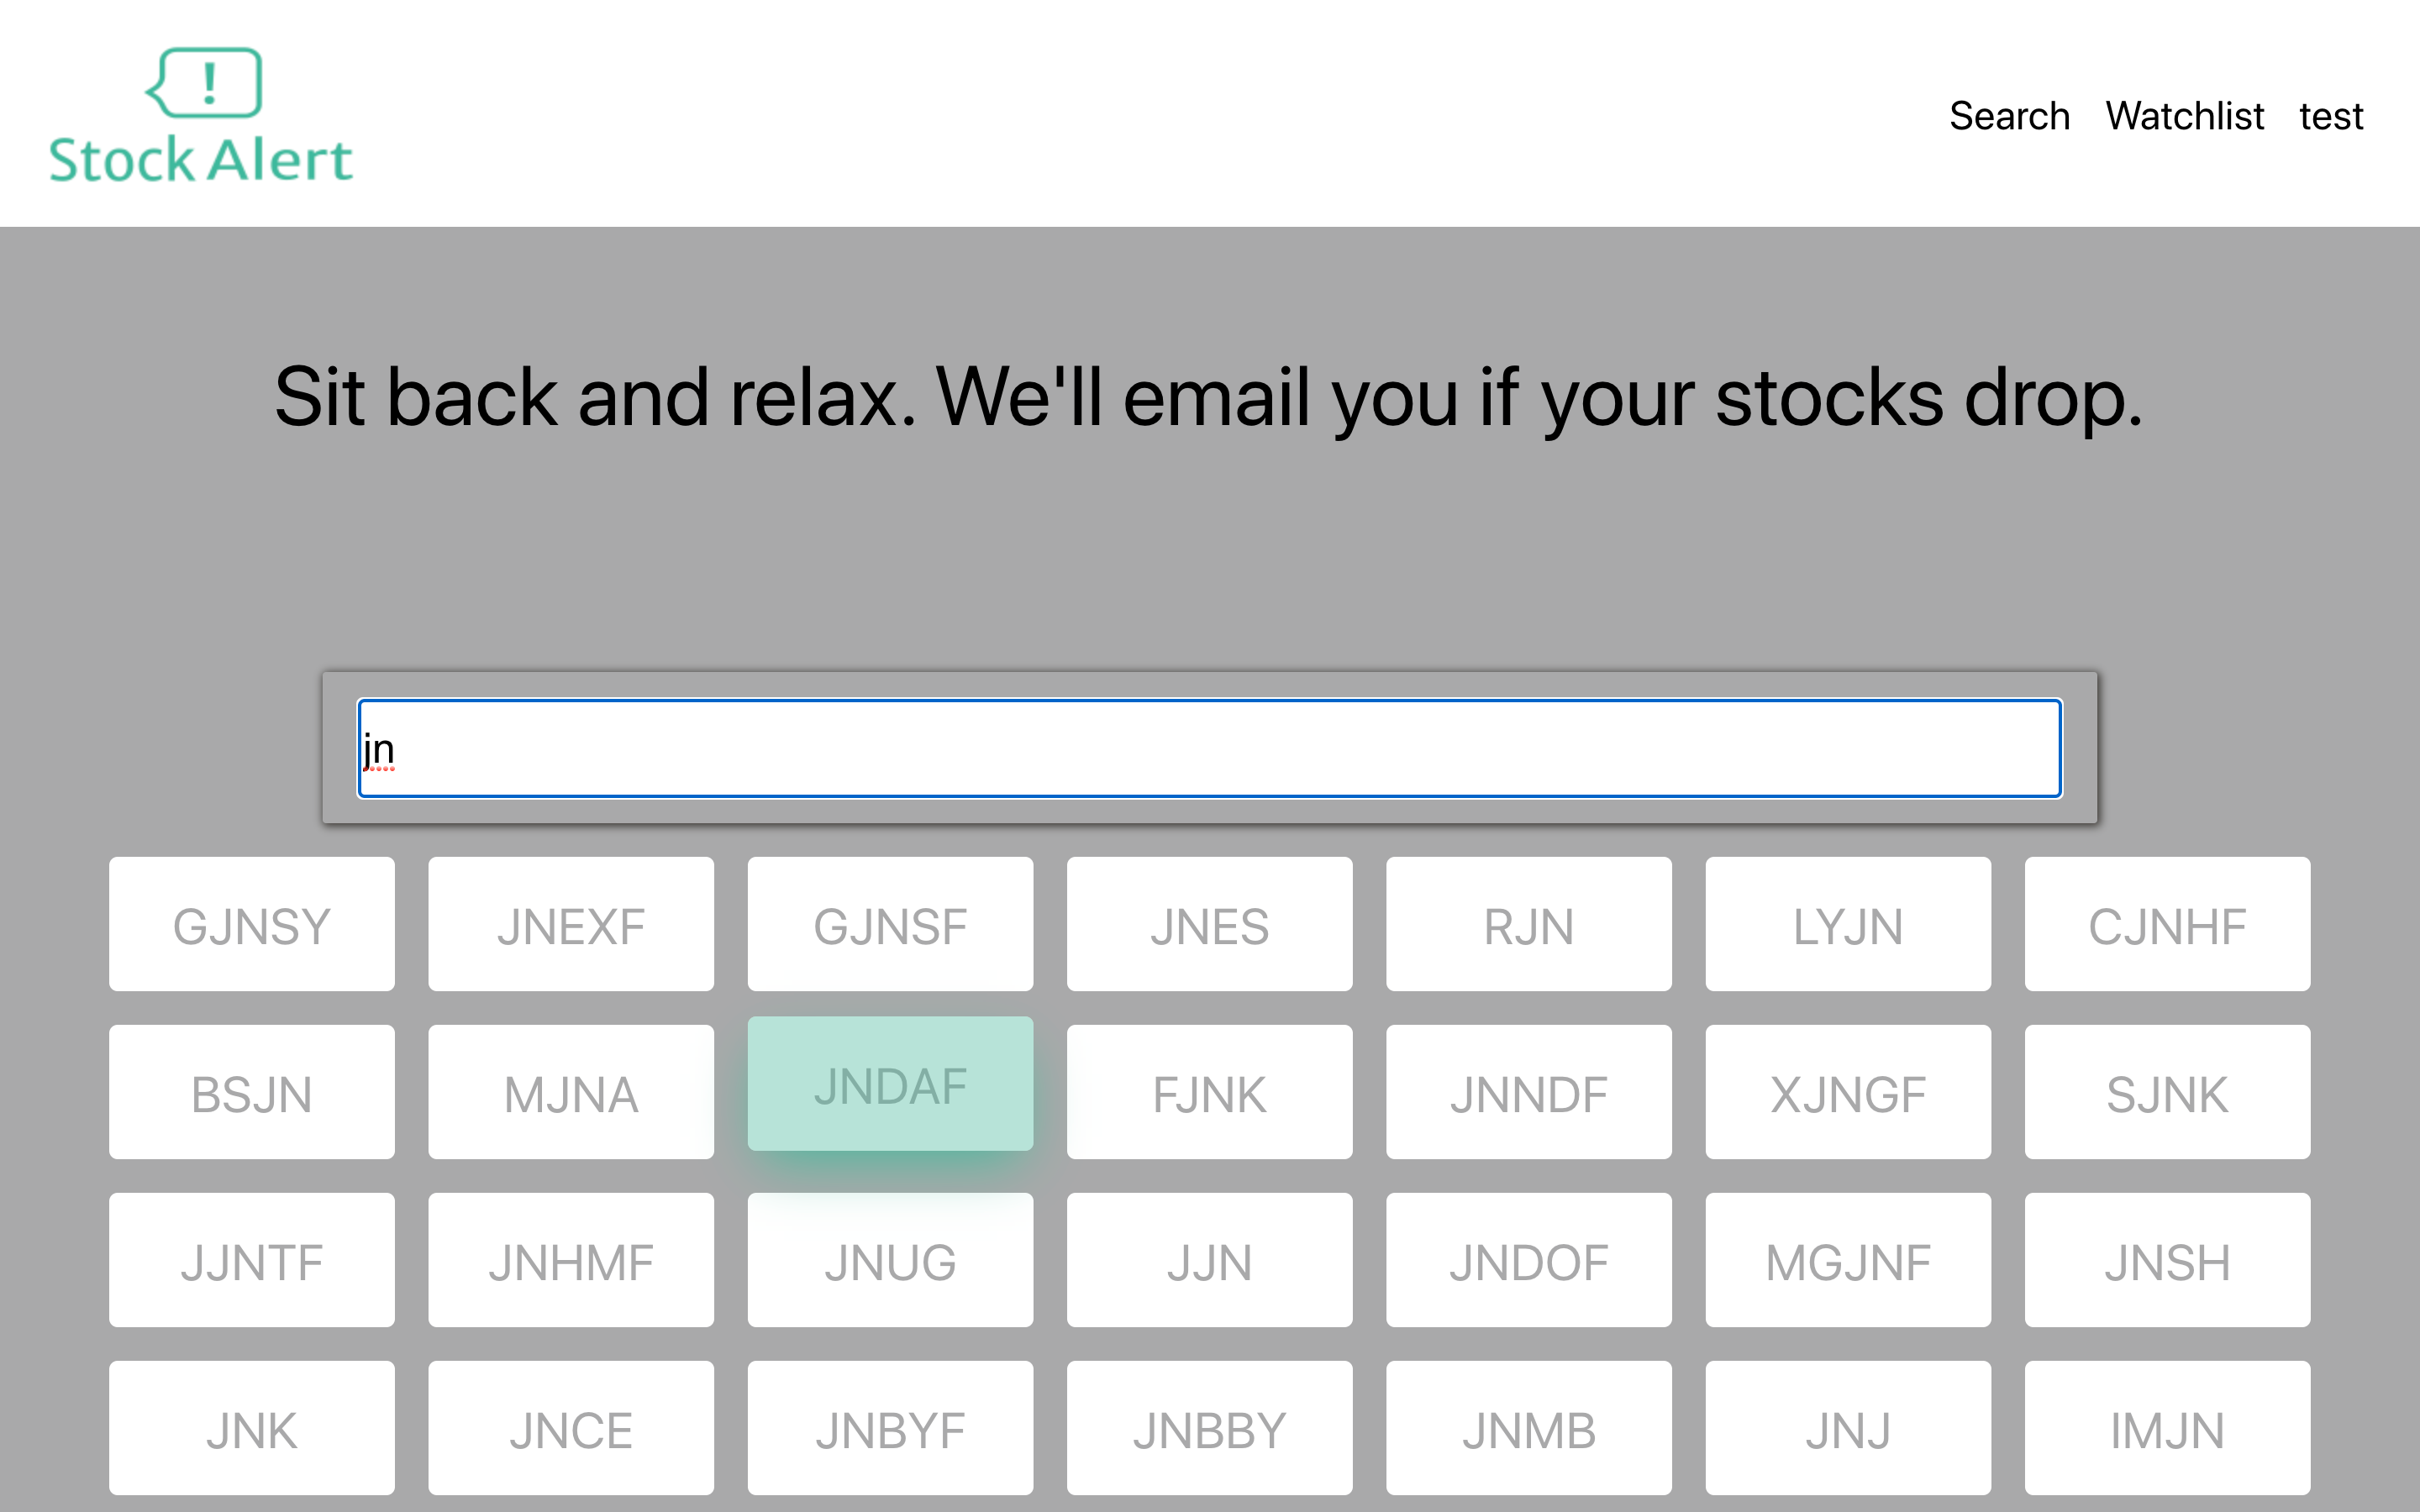 !
Stock Alert
Search Watchlist test
Sit back and relax. We'll email you if your stocks drop.
jn
GJNSY JNEXF GJNSF JNES RJN LYJN CJNHF
BSJN MJNA JNDAF FJNK JNNDF XJNGF SJNK
JJNTF JNHMF JNUG JJN JNDOF MGJNF JNSH
JNK JNCE JNBYF JNBBY JNMB JNJ IMJN